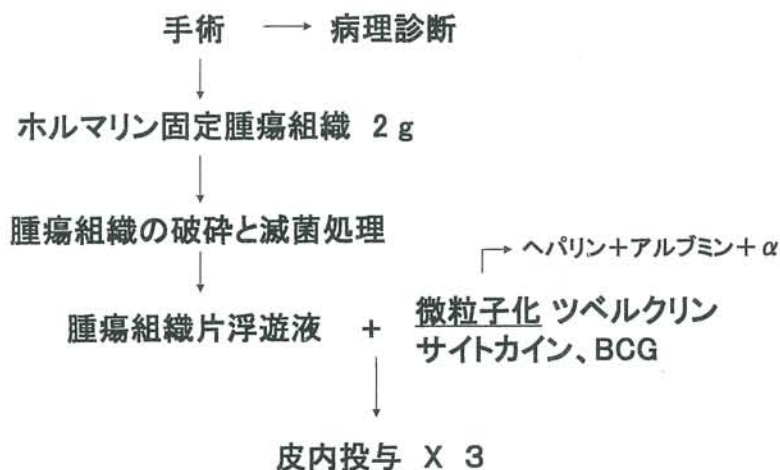 手術 → 病理診断
ホルマリン固定腫瘍組織 2 g
腫瘍組織の破砕と滅菌処理
ヘパリン+アルブミン+α
腫瘍組織片浮遊液 + 微粒子化 ツベルクリン
サイトカイン、BCG
皮内投与 X 3